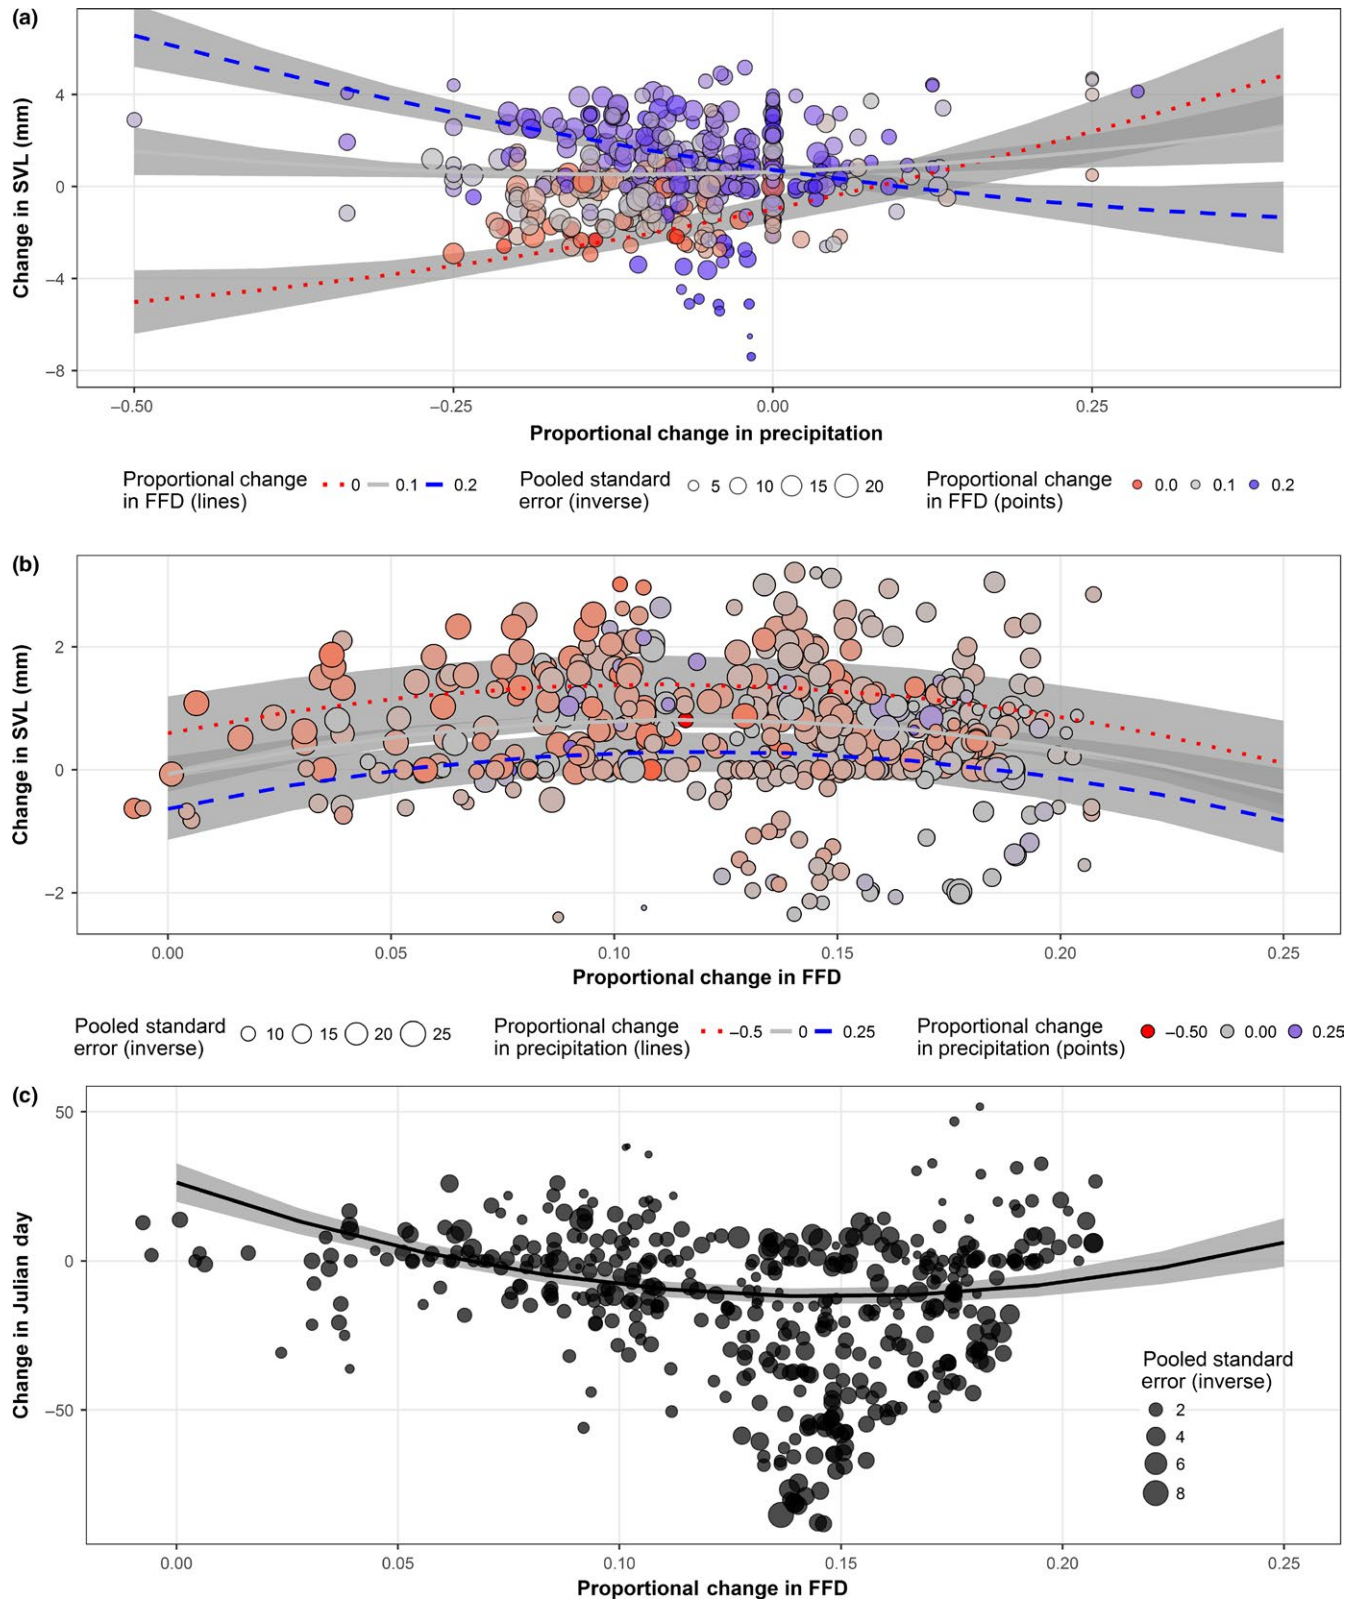 (a)
Change in SVL (mm)
4
0
−4
−8
−0.50 −0.25 0.00 0.25
Proportional change in precipitation
Proportional change
in FFD (lines)
0 0.1 0.2
Pooled standard
error (inverse)
5 10 15 20
Proportional change
in FFD (points)
0.0 0.1 0.2
(b)
Change in SVL (mm)
2
0
−2
0.00 0.05 0.10 0.15 0.20 0.25
Proportional change in FFD
Pooled standard
error (inverse)
10 15 20 25
Proportional change
in precipitation (lines)
−0.5 0 0.25
Proportional change
in precipitation (points)
−0.50 0.00 0.25
(c)
Change in Julian day
50
0
−50
Pooled standard
error (inverse)
2
4
6
8
0.00 0.05 0.10 0.15 0.20 0.25
Proportional change in FFD